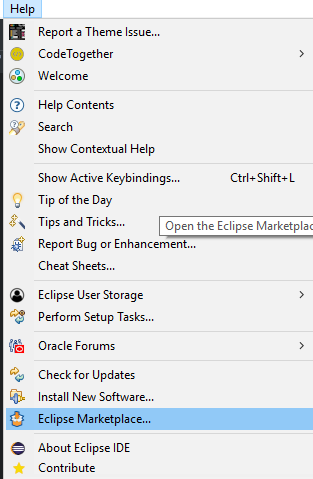 Help
Report a Theme Issue...
CodeTogether
Welcome
Help Contents
Search
Show Contextual Help
Show Active Keybindings... Ctrl+Shift+L
Tip of the Day
Tips and Tricks...
Open the Eclipse Marketplac
Report Bug or Enhancement...
Cheat Sheets...
Eclipse User Storage
Perform Setup Tasks...
Oracle Forums
Check for Updates
Install New Software...
Eclipse Marketplace...
About Eclipse IDE
Contribute